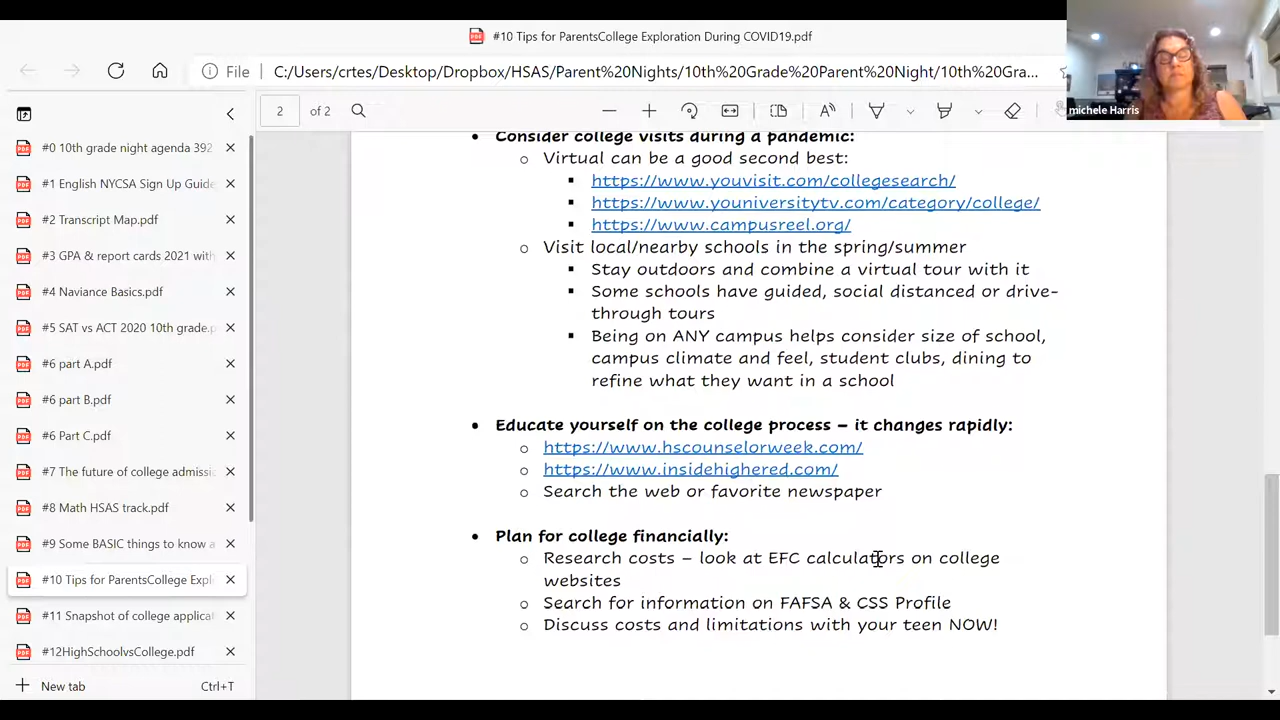 #10 Tips for ParentsCollege Exploration During COVID19.pdf
File
C:/Users/crtes/Desktop/Dropbox/HSAS/Parent%20Nights/10th%20Grade%20Parent%20Night/10th%20Gra...
michele Harris
2 of 2
#0 10th grade night agenda 392
#1 English NYCSA Sign Up Guide
#2 Transcript Map.pdf
#3 GPA & report cards 2021 with
#4 Naviance Basics.pdf
#5 SAT vs ACT 2020 10th grade.p
#6 part A.pdf
#6 part B.pdf
#6 Part C.pdf
#7 The future of college admissi
#8 Math HSAS track.pdf
#9 Some BASIC things to know a
#10 Tips for ParentsCollege Expl
#11 Snapshot of college applica
#12HighSchoolvsCollege.pdf
New tab Ctrl+T
• Consider college visits during a pandemic:
o Virtual can be a good second best:
▪ https://www.youvisit.com/collegesearch/
▪ https://www.youniversitytv.com/category/college/
▪ https://www.campusreel.org/
o Visit local/nearby schools in the spring/summer
▪ Stay outdoors and combine a virtual tour with it
▪ Some schools have guided, social distanced or drive-
through tours
▪ Being on ANY campus helps consider size of school,
campus climate and feel, student clubs, dining to
refine what they want in a school
• Educate yourself on the college process – it changes rapidly:
o https://www.hscounselorweek.com/
o https://www.insidehighered.com/
o Search the web or favorite newspaper
• Plan for college financially:
o Research costs – look at EFC calculators on college
websites
o Search for information on FAFSA & CSS Profile
o Discuss costs and limitations with your teen NOW!